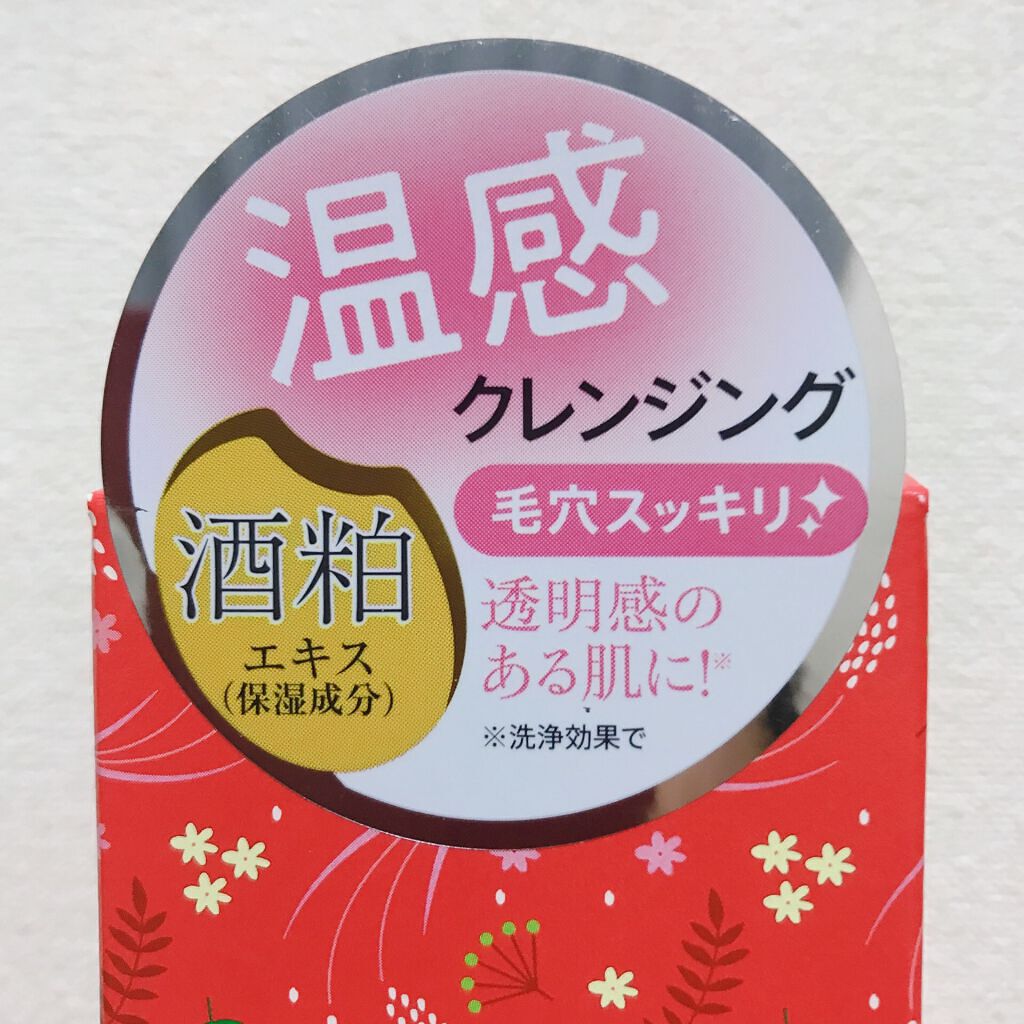 温感
クレンジング
毛穴スッキリ
酒粕
エキス
(保湿成分)
透明感の
ある肌に!※
※洗浄効果で